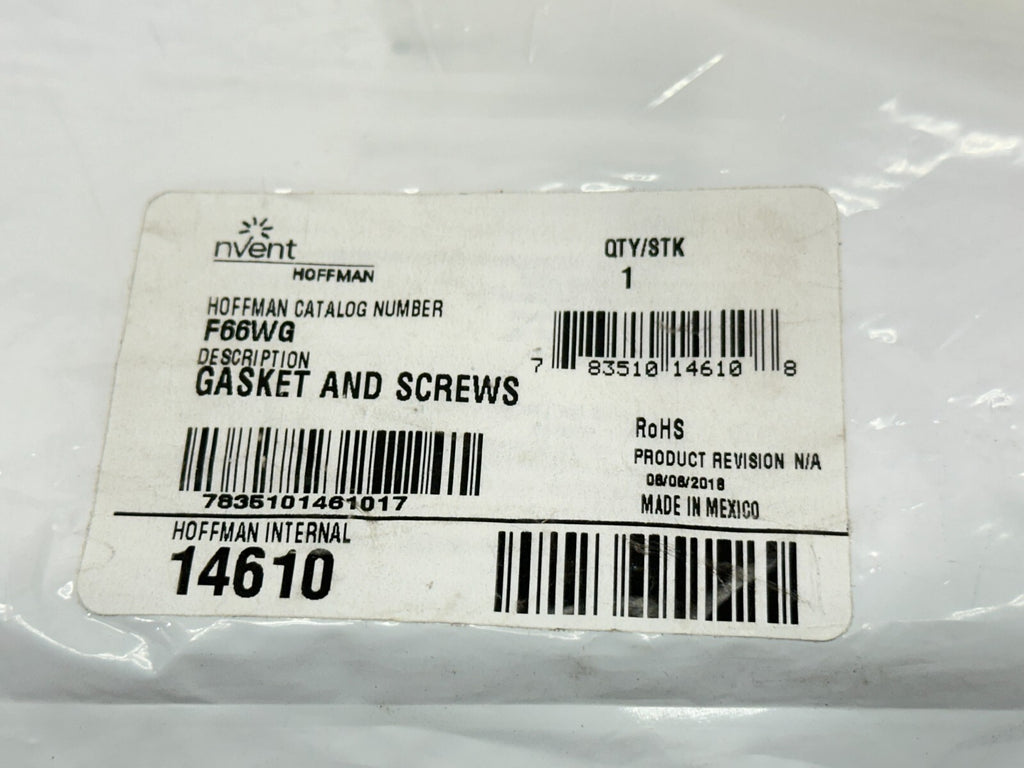 nVent
HOFFMAN
QTY/STK
1
HOFFMAN CATALOG NUMBER
F66WG
DESCRIPTION
GASKET AND SCREWS
7 83510 14610 8
RoHS
PRODUCT REVISION N/A
08/08/2018
MADE IN MEXICO
7835101461017
HOFFMAN INTERNAL
14610